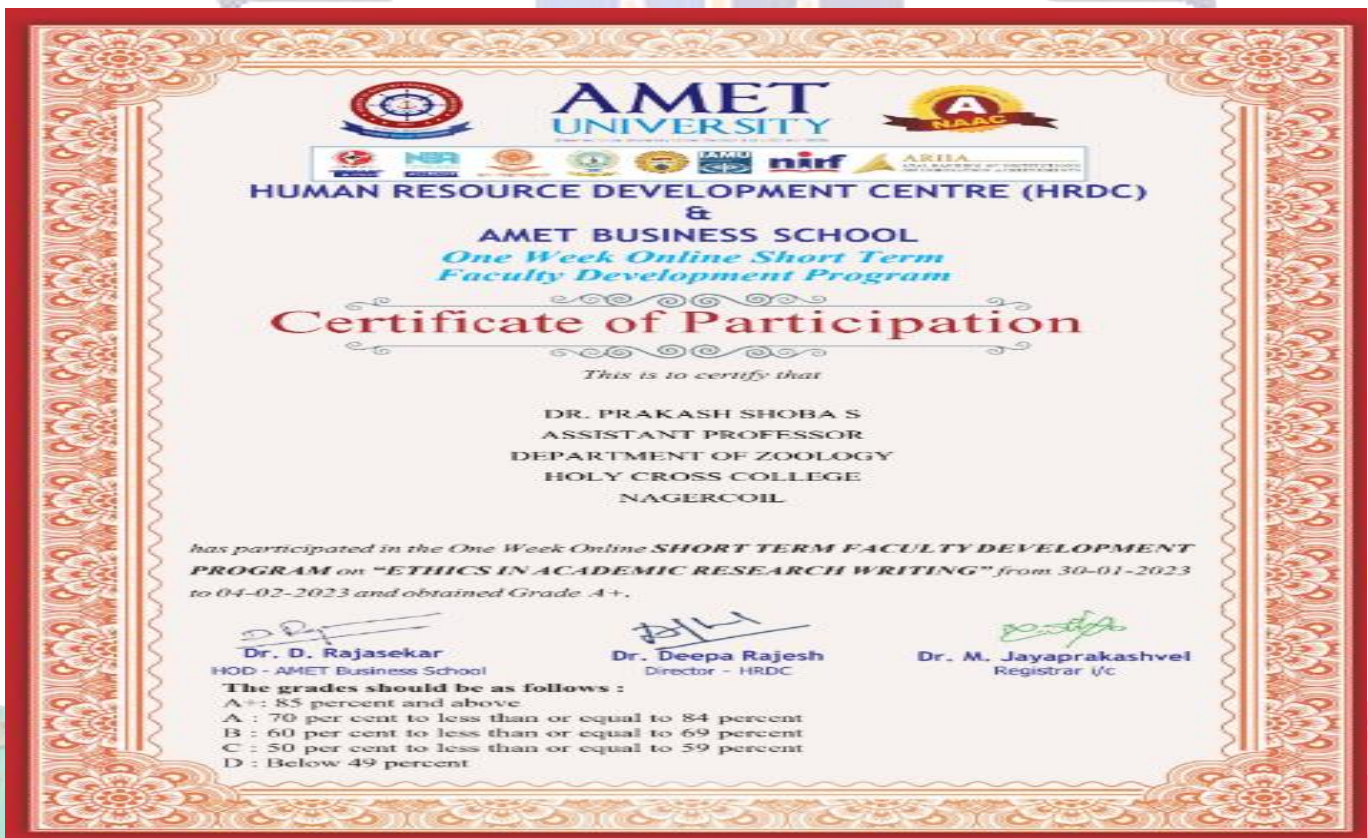 AMET
UNIVERSITY
A
NAAC
NBA
IAMU
nirf
ARIIA
HUMAN RESOURCE DEVELOPMENT CENTRE (HRDC)
&
AMET BUSINESS SCHOOL
One Week Online Short Term
Faculty Development Program
Certificate of Participation
This is to certify that
DR. PRAKASH SHOBA S
ASSISTANT PROFESSOR
DEPARTMENT OF ZOOLOGY
HOLY CROSS COLLEGE
NAGERCOIL
has participated in the One Week Online SHORT TERM FACULTY DEVELOPMENT
PROGRAM on "ETHICS IN ACADEMIC RESEARCH WRITING" from 30-01-2023
to 04-02-2023 and obtained Grade A+.
Dr. D. Rajasekar
HOD - AMET Business School
Dr. Deepa Rajesh
Director - HRDC
Dr. M. Jayaprakashvel
Registrar i/c
The grades should be as follows :
A+: 85 percent and above
A : 70 per cent to less than or equal to 84 percent
B : 60 per cent to less than or equal to 69 percent
C : 50 per cent to less than or equal to 59 percent
D : Below 49 percent